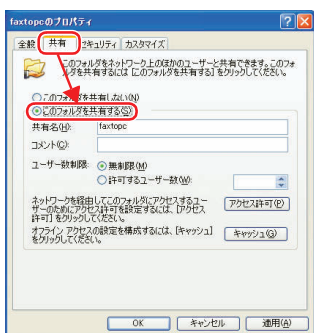 faxtopcのプロパティ
全般 共有 セキュリティ カスタマイズ
このフォルダをネットワーク上のほかのユーザーと共有できます。このフォ
ルダを共有するには [このフォルダを共有する] をクリックしてください。
このフォルダを共有しない(N)
このフォルダを共有する(S)
共有名(H): faxtopc
コメント(C):
ユーザー数制限: 無制限(M)
許可するユーザー数(W):
ネットワークを経由してこのフォルダにアクセスするユー
ザーのためにアクセス許可を設定するには、[アクセス
許可] をクリックしてください。
アクセス許可(P)
オフライン アクセスの設定を構成するには、[キャッシュ]
をクリックしてください。
キャッシュ(G)
OK キャンセル 適用(A)